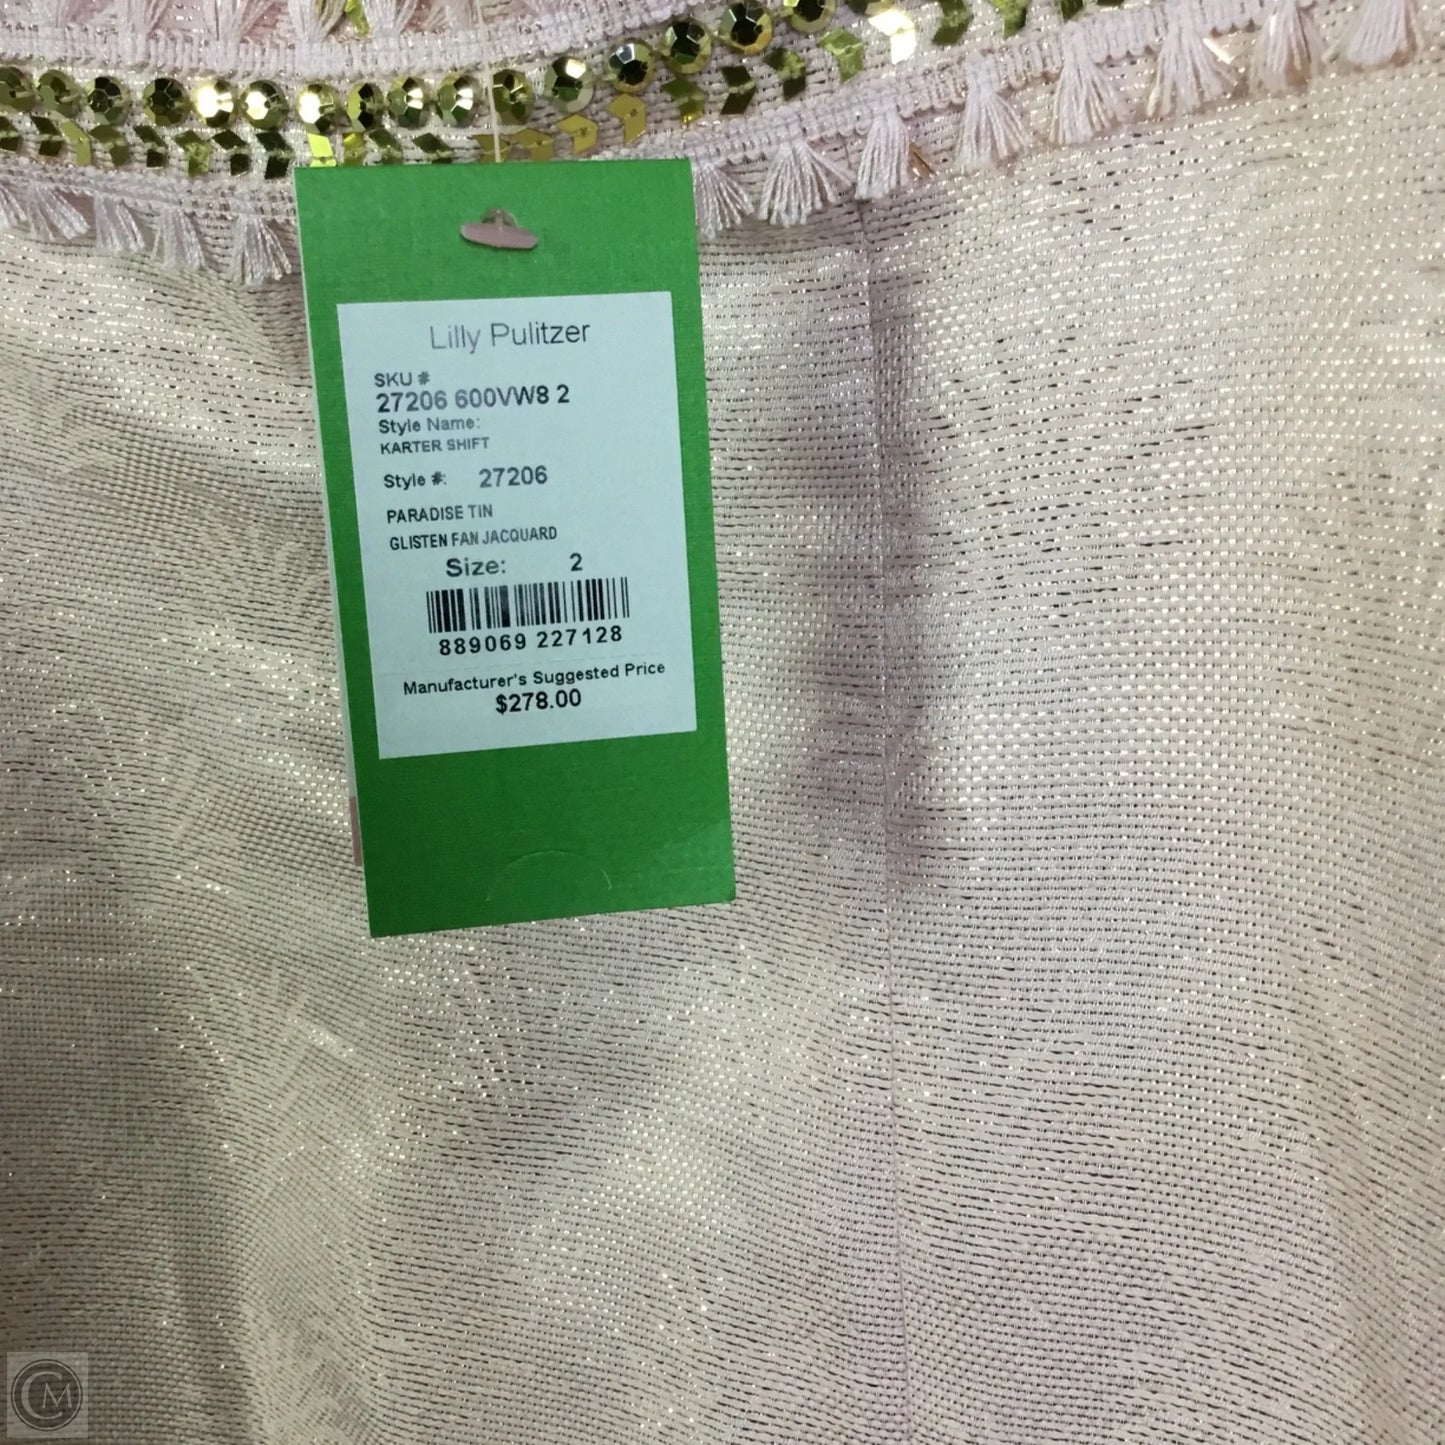 Lilly Pulitzer
SKU #
27206 600VW8 2
Style Name:
KARTER SHIFT
Style #: 27206
PARADISE TIN
GLISTEN FAN JACQUARD
Size: 2
889069 227128
Manufacturer's Suggested Price
$278.00
CM